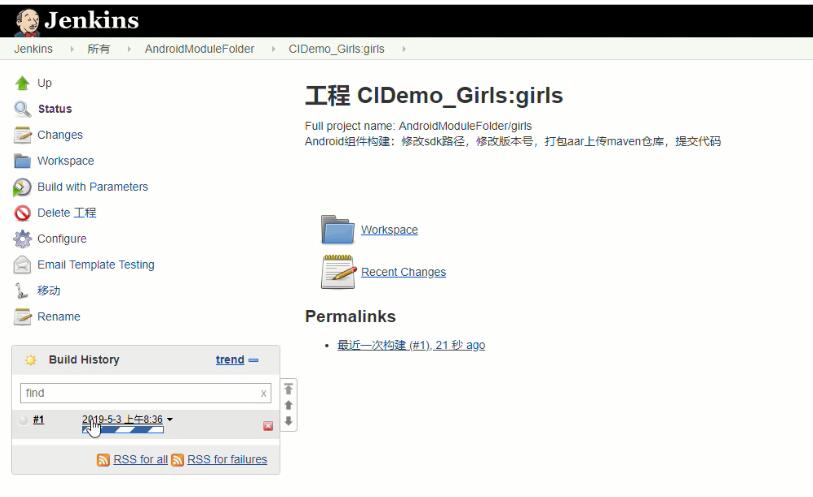 Jenkins
Jenkins 所有 AndroidModuleFolder CIDemo_Girls:girls
Up
Status
Changes
Workspace
Build with Parameters
Delete 工程
Configure
Email Template Testing
移动
Rename
工程 CIDemo_Girls:girls
Full project name: AndroidModuleFolder/girls
Android组件构建：修改sdk路径，修改版本号，打包aar上传maven仓库，提交代码
Workspace
Recent Changes
Permalinks
最近一次构建 (#1), 21 秒 ago
Build History trend
find x
#1 2019-5-3 上午8:36
RSS for all RSS for failures